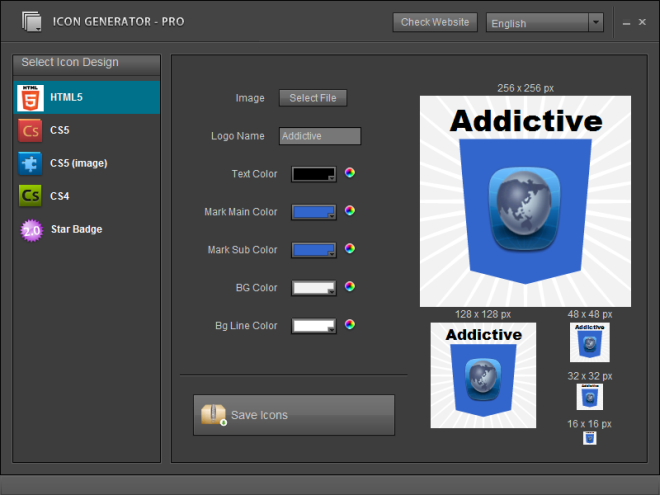 ICON GENERATOR - PRO
Check Website
English
Select Icon Design
HTML
5
HTML5
Cs
CS5
CS5 (image)
Cs
CS4
2.0
Star Badge
Image
Select File
Logo Name
Addictive
Text Color
Mark Main Color
Mark Sub Color
BG Color
Bg Line Color
Save Icons
256 x 256 px
Addictive
128 x 128 px
Addictive
48 x 48 px
Addictive
32 x 32 px
Addictive
16 x 16 px